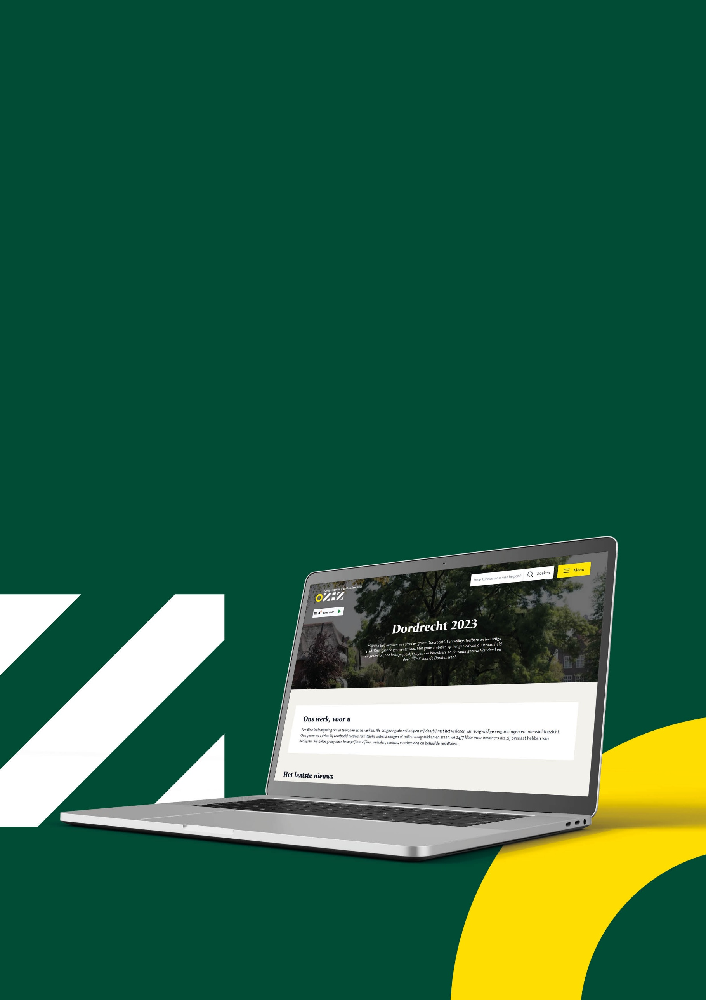 Omgevingsdienst Zuid-Holland Zuid
OZHZ
Waar kunnen we u mee helpen? Zoeken Menu
Lees voor
Dordrecht 2023
"Samen bouwen aan een sterk en groen Dordrecht". Een veilige, leefbare en levendige
stad. Daar gaat de gemeente voor. Met grote ambities op het gebied van duurzaamheid
en groen, schone bedrijvigheid, aanpak van hittestress en de woningbouw. Wat deed en
doet OZHZ voor de Dordtenaren?
Ons werk, voor u
Een fijne leefomgeving om in te wonen en te werken. Als omgevingsdienst helpen wij daarbij met het verlenen van zorgvuldige vergunningen en intensief toezicht.
Ook geven we advies bij voorbeeld nieuwe ruimtelijke ontwikkelingen of milieuvraagstukken en staan we 24/7 klaar voor inwoners als zij overlast hebben van
bedrijven. Wij delen graag onze belangrijkste cijfers, verhalen, nieuws, voorbeelden en behaalde resultaten.
Het laatste nieuws